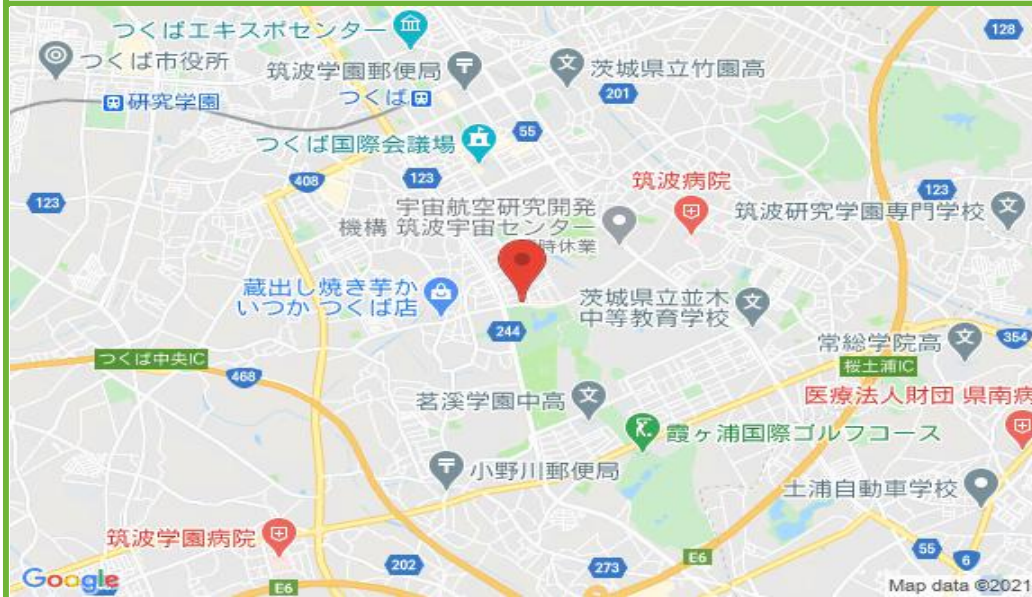 つくばエキスポセンター
128
つくば市役所
筑波学園郵便局
茨城県立竹園高
研究学園
つくば
201
つくば国際会議場
55
408
123
筑波病院
123
123
宇宙航空研究開発
機構 筑波宇宙センター
時休業
筑波研究学園専門学校
蔵出し焼き芋か
いつか つくば店
茨城県立並木
中等教育学校
244
常総学院高
354
つくば中央IC
桜土浦IC
468
茗溪学園中高
医療法人財団 県南病
霞ヶ浦国際ゴルフコース
小野川郵便局
土浦自動車学校
筑波学園病院
55
6
202
273
E6
E6
Google
Map data ©2021